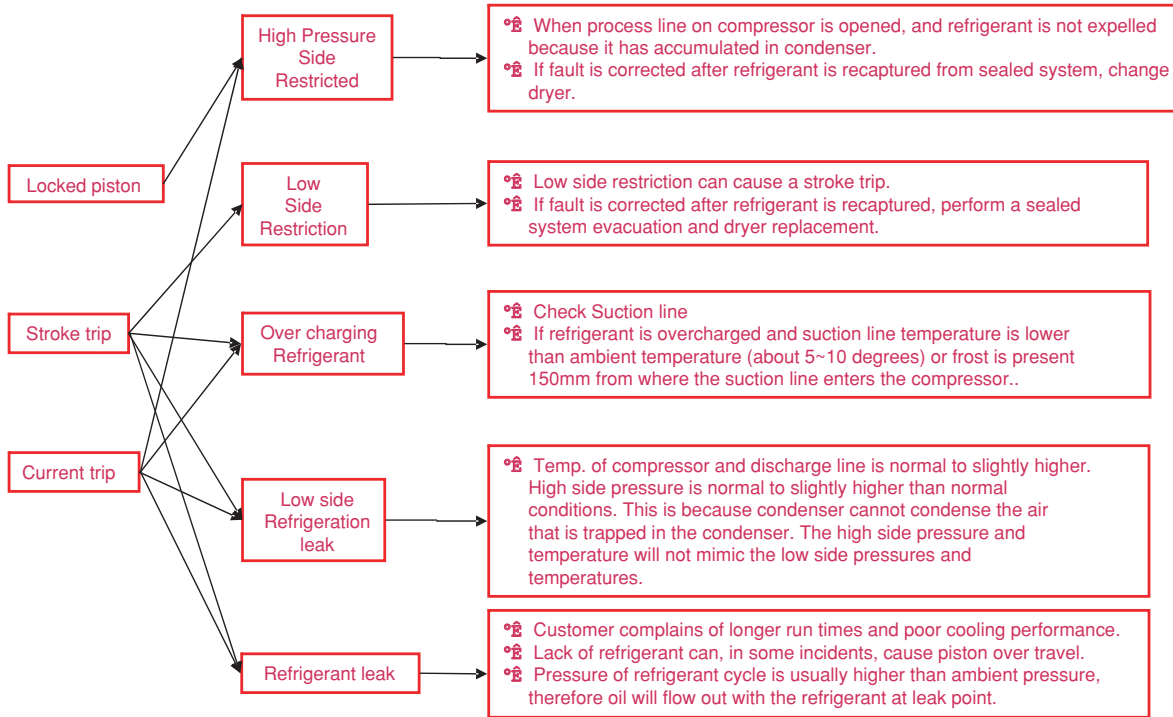 High Pressure
Side
Restricted
°Ê When process line on compressor is opened, and refrigerant is not expelled
because it has accumulated in condenser.
°Ê If fault is corrected after refrigerant is recaptured from sealed system, change
dryer.
Locked piston
Low
Side
Restriction
°Ê Low side restriction can cause a stroke trip.
°Ê If fault is corrected after refrigerant is recaptured, perform a sealed
system evacuation and dryer replacement.
Stroke trip
Over charging
Refrigerant
°Ê Check Suction line
°Ê If refrigerant is overcharged and suction line temperature is lower
than ambient temperature (about 5~10 degrees) or frost is present
150mm from where the suction line enters the compressor..
Current trip
Low side
Refrigeration
leak
°Ê Temp. of compressor and discharge line is normal to slightly higher.
High side pressure is normal to slightly higher than normal
conditions. This is because condenser cannot condense the air
that is trapped in the condenser. The high side pressure and
temperature will not mimic the low side pressures and
temperatures.
Refrigerant leak
°Ê Customer complains of longer run times and poor cooling performance.
°Ê Lack of refrigerant can, in some incidents, cause piston over travel.
°Ê Pressure of refrigerant cycle is usually higher than ambient pressure,
therefore oil will flow out with the refrigerant at leak point.